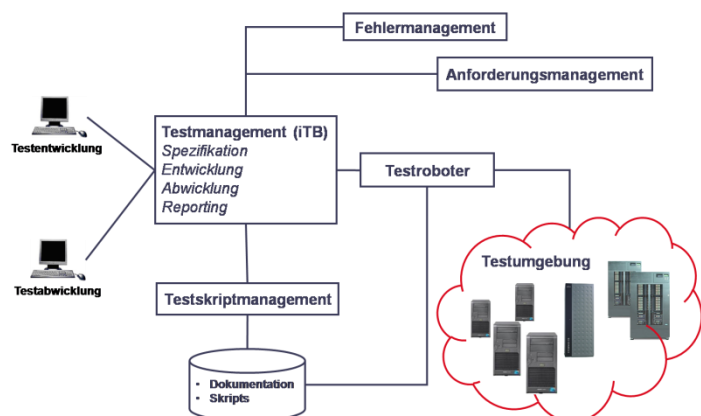 Fehlermanagement
Anforderungsmanagement
Testentwicklung
Testmanagement (iTB)
Spezifikation
Entwicklung
Abwicklung
Reporting
Testroboter
Testabwicklung
Testumgebung
Testskriptmanagement
• Dokumentation
• Skripts